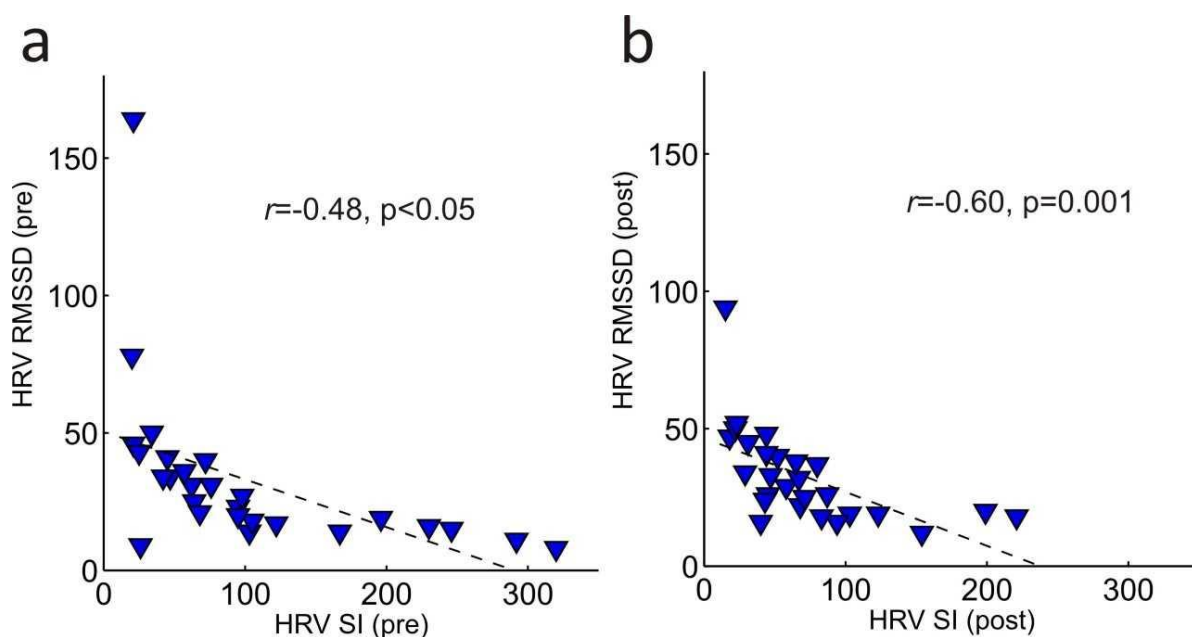 a
150
100
50
0
HRV RMSSD (pre)
r=-0.48, p<0.05
0 100 200 300
HRV SI (pre)
b
150
100
50
0
HRV RMSSD (post)
r=-0.60, p=0.001
0 100 200 300
HRV SI (post)